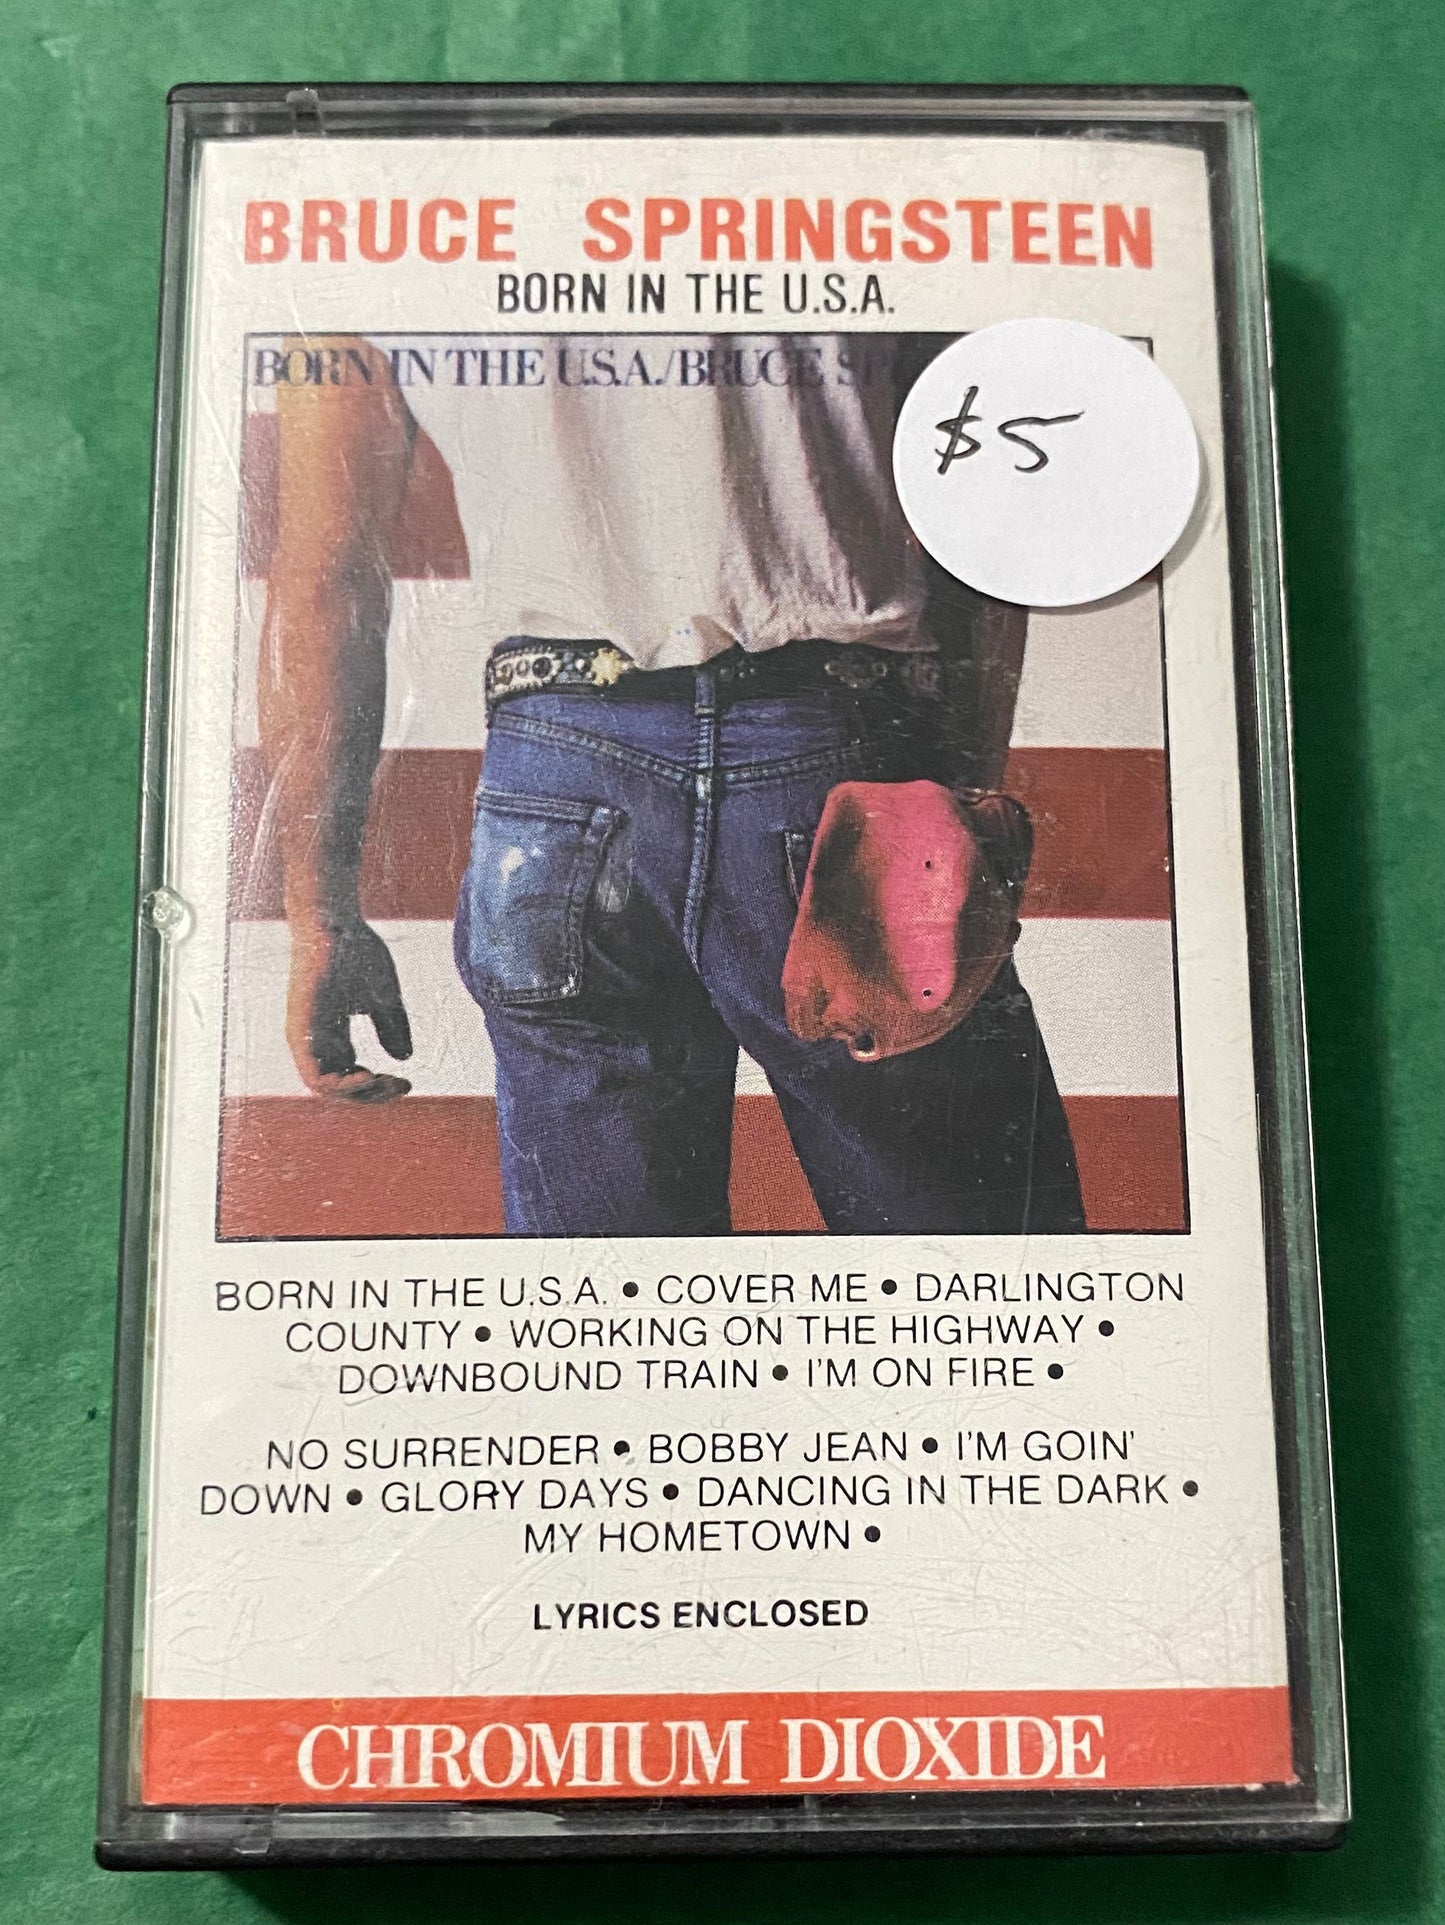 BRUCE SPRINGSTEEN
BORN IN THE U.S.A.
BORN IN THE U.S.A./BRUCE
$5
BORN IN THE U.S.A. • COVER ME • DARLINGTON
COUNTY • WORKING ON THE HIGHWAY •
DOWNBOUND TRAIN • I'M ON FIRE •
NO SURRENDER • BOBBY JEAN • I'M GOIN'
DOWN • GLORY DAYS • DANCING IN THE DARK •
MY HOMETOWN •
LYRICS ENCLOSED
CHROMIUM DIOXIDE